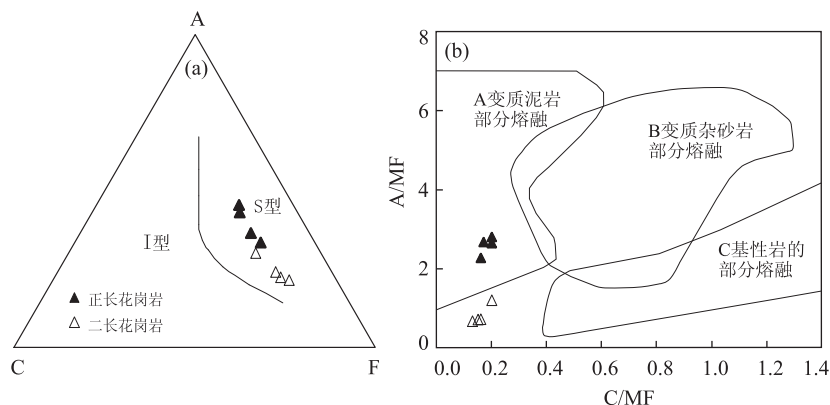 A
(a)
S型
I型
▲ 正长花岗岩
△ 二长花岗岩
C
F
8
6
4
2
0
A/MF
(b)
A变质泥岩
部分熔融
B变质杂砂岩
部分熔融
C基性岩的
部分熔融
0.0
0.2
0.4
0.6
0.8
1.0
1.2
1.4
C/MF